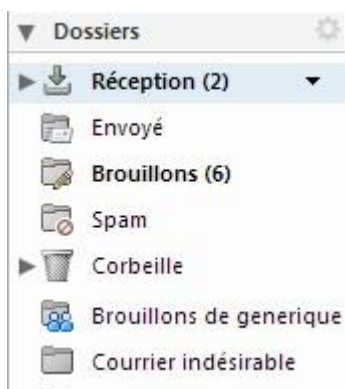 Dossiers
Réception (2)
Envoyé
Brouillons (6)
Spam
Corbeille
Brouillons de generique
Courrier indésirable